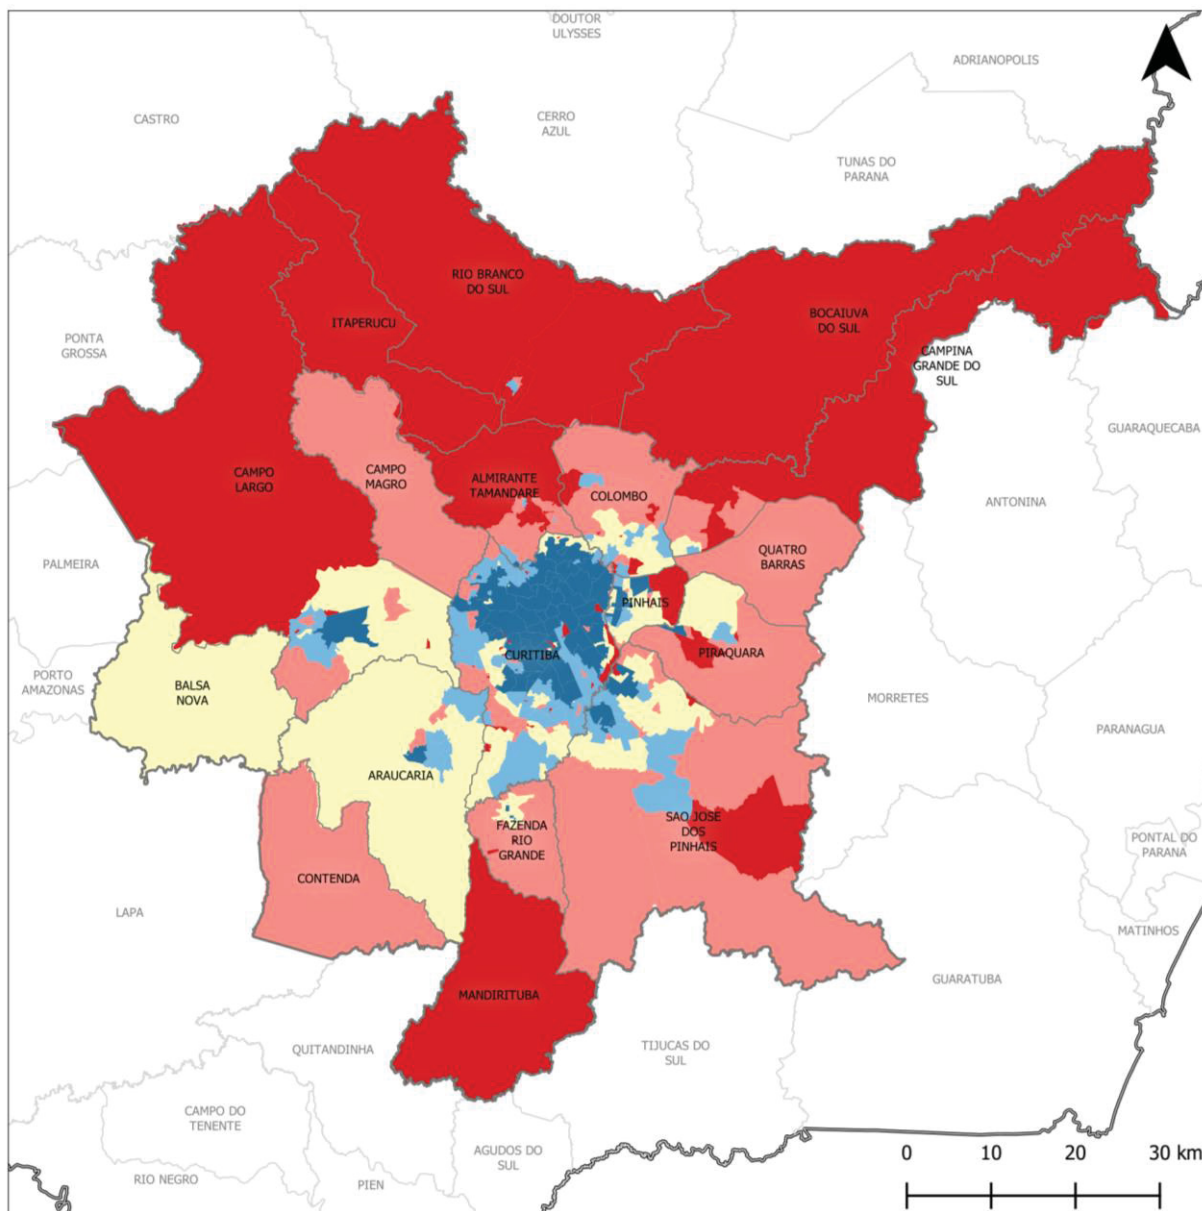 DOUTOR
ULYSSES
ADRIANOPOLIS
CASTRO
CERRO
AZUL
TUNAS DO
PARANA
RIO BRANCO
DO SUL
ITAPERUCU
BOCAIUVA
DO SUL
PONTA
GROSSA
CAMPINA
GRANDE DO
SUL
GUARAQUECABA
CAMPO
LARGO
CAMPO
MAGRO
ALMIRANTE
TAMANDARE
COLOMBO
ANTONINA
PALMEIRA
QUATRO
BARRAS
PINHAIS
CURITIBA
PIRAQUARA
PORTO
AMAZONAS
BALSA
NOVA
MORRETES
PARANAGUA
ARAUCARIA
FAZENDA
RIO
GRANDE
SAO JOSE
DOS
PINHAIS
PONTAL DO
PARANA
CONTENDA
LAPA
MATINHOS
GUARATUBA
MANDIRITUBA
QUITANDINHA
TIJUCAS DO
SUL
CAMPO DO
TENENTE
AGUDOS DO
SUL
RIO NEGRO
PIEN
0 10 20 30 km